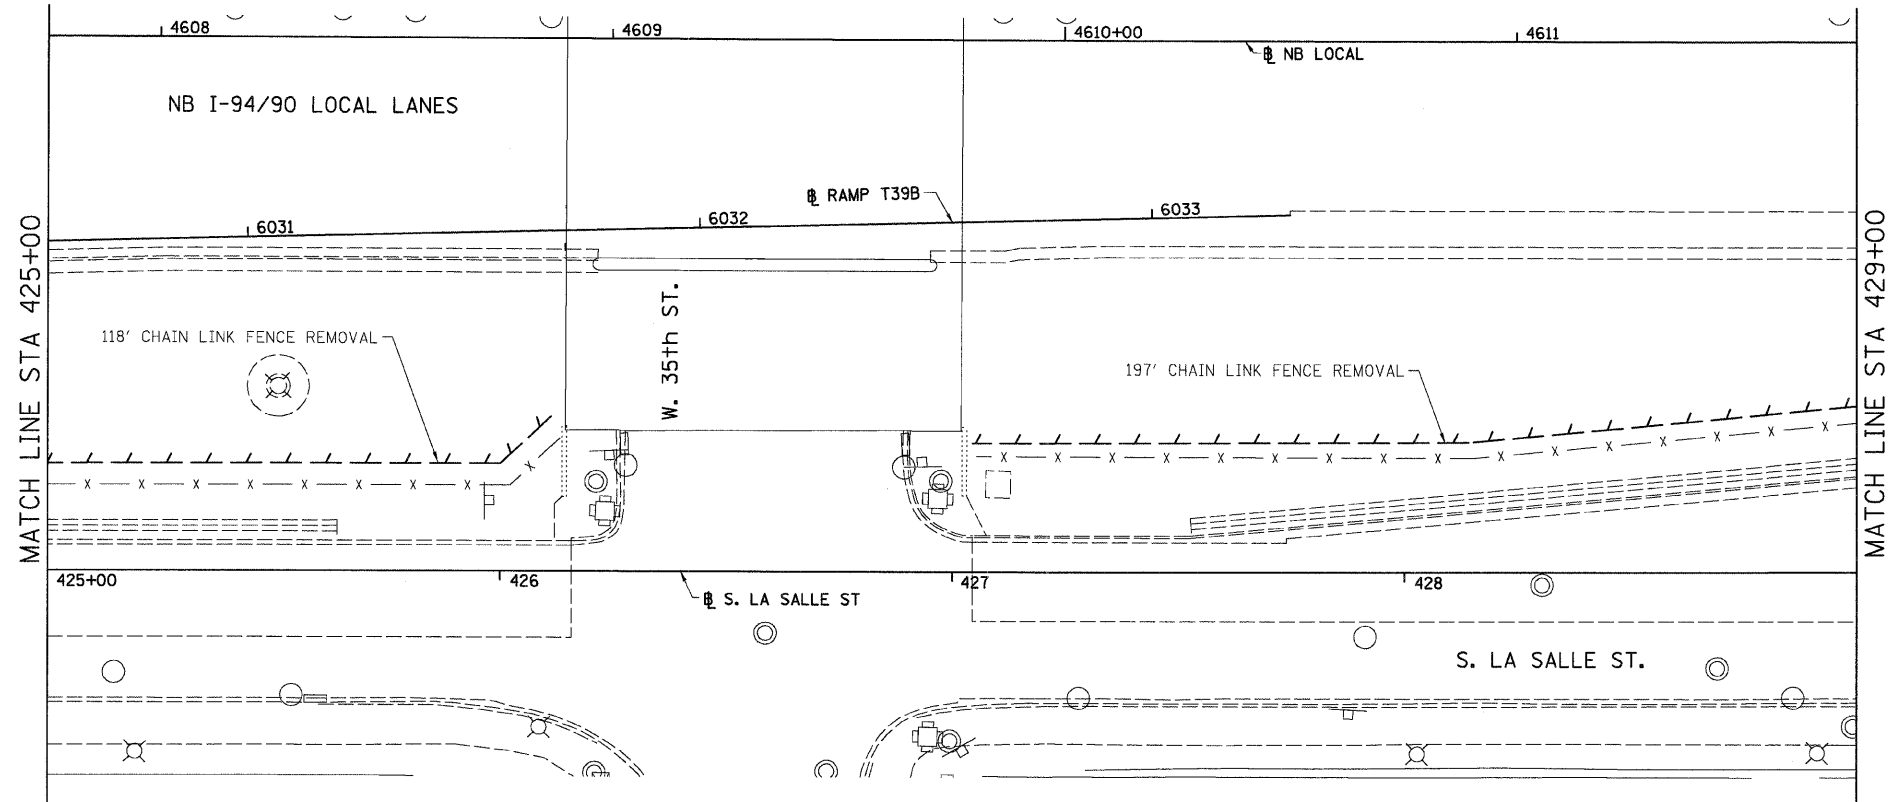 4608
4609
4610+00
4611
℄ NB LOCAL
NB I-94/90 LOCAL LANES
℄ RAMP T39B
6031
6032
6033
MATCH LINE STA 425+00
MATCH LINE STA 429+00
W. 35th ST.
118' CHAIN LINK FENCE REMOVAL
197' CHAIN LINK FENCE REMOVAL
X X X X X X X X X
X X X X X X X X X X X X X X X X
425+00
426
427
428
℄ S. LA SALLE ST
S. LA SALLE ST.